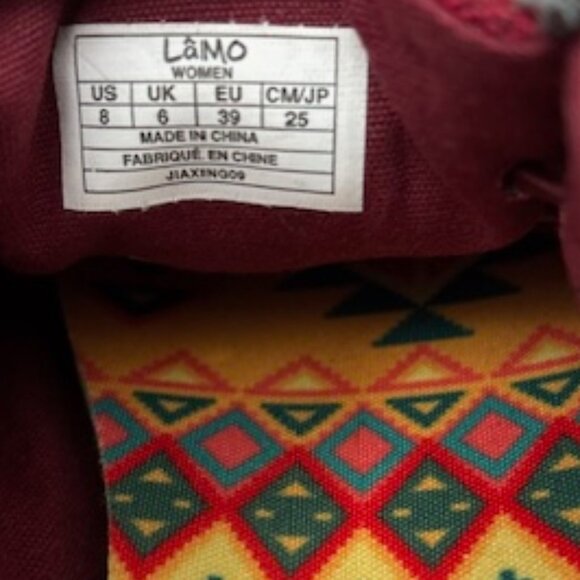 LâMO
WOMEN
US UK EU CM/JP
8 6 39 25
MADE IN CHINA
FABRIQUÉ EN CHINE
JIAXING09